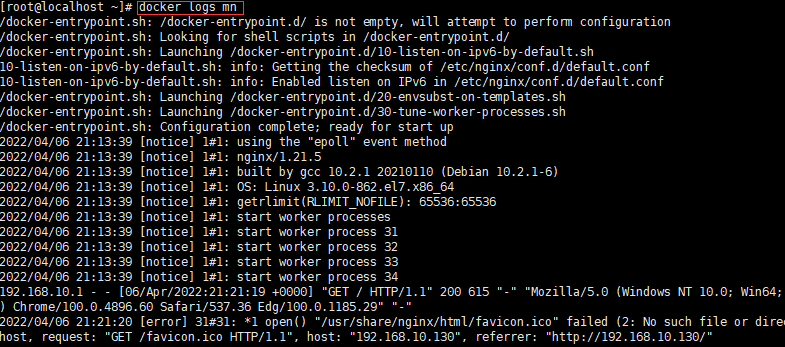 [root@localhost ~]# docker logs mn
/docker-entrypoint.sh: /docker-entrypoint.d/ is not empty, will attempt to perform configuration
/docker-entrypoint.sh: Looking for shell scripts in /docker-entrypoint.d/
/docker-entrypoint.sh: Launching /docker-entrypoint.d/10-listen-on-ipv6-by-default.sh
10-listen-on-ipv6-by-default.sh: info: Getting the checksum of /etc/nginx/conf.d/default.conf
10-listen-on-ipv6-by-default.sh: info: Enabled listen on IPv6 in /etc/nginx/conf.d/default.conf
/docker-entrypoint.sh: Launching /docker-entrypoint.d/20-envsubst-on-templates.sh
/docker-entrypoint.sh: Launching /docker-entrypoint.d/30-tune-worker-processes.sh
/docker-entrypoint.sh: Configuration complete; ready for start up
2022/04/06 21:13:39 [notice] 1#1: using the "epoll" event method
2022/04/06 21:13:39 [notice] 1#1: nginx/1.21.5
2022/04/06 21:13:39 [notice] 1#1: built by gcc 10.2.1 20210110 (Debian 10.2.1-6)
2022/04/06 21:13:39 [notice] 1#1: OS: Linux 3.10.0-862.el7.x86_64
2022/04/06 21:13:39 [notice] 1#1: getrlimit(RLIMIT_NOFILE): 65536:65536
2022/04/06 21:13:39 [notice] 1#1: start worker processes
2022/04/06 21:13:39 [notice] 1#1: start worker process 31
2022/04/06 21:13:39 [notice] 1#1: start worker process 32
2022/04/06 21:13:39 [notice] 1#1: start worker process 33
2022/04/06 21:13:39 [notice] 1#1: start worker process 34
192.168.10.1 - - [06/Apr/2022:21:21:19 +0000] "GET / HTTP/1.1" 200 615 "-" "Mozilla/5.0 (Windows NT 10.0; Win64;
) Chrome/100.0.4896.60 Safari/537.36 Edg/100.0.1185.29" "-"
2022/04/06 21:21:20 [error] 31#31: *1 open() "/usr/share/nginx/html/favicon.ico" failed (2: No such file or direc
host, request: "GET /favicon.ico HTTP/1.1", host: "192.168.10.130", referrer: "http://192.168.10.130/"